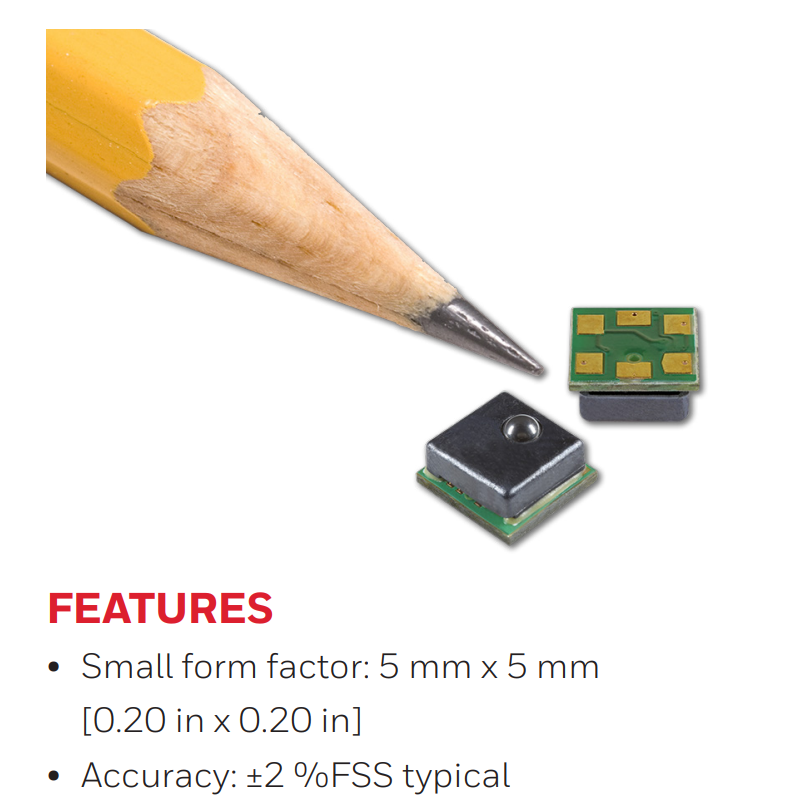 FEATURES
• Small form factor: 5 mm x 5 mm
[0.20 in x 0.20 in]
• Accuracy: ±2 %FSS typical